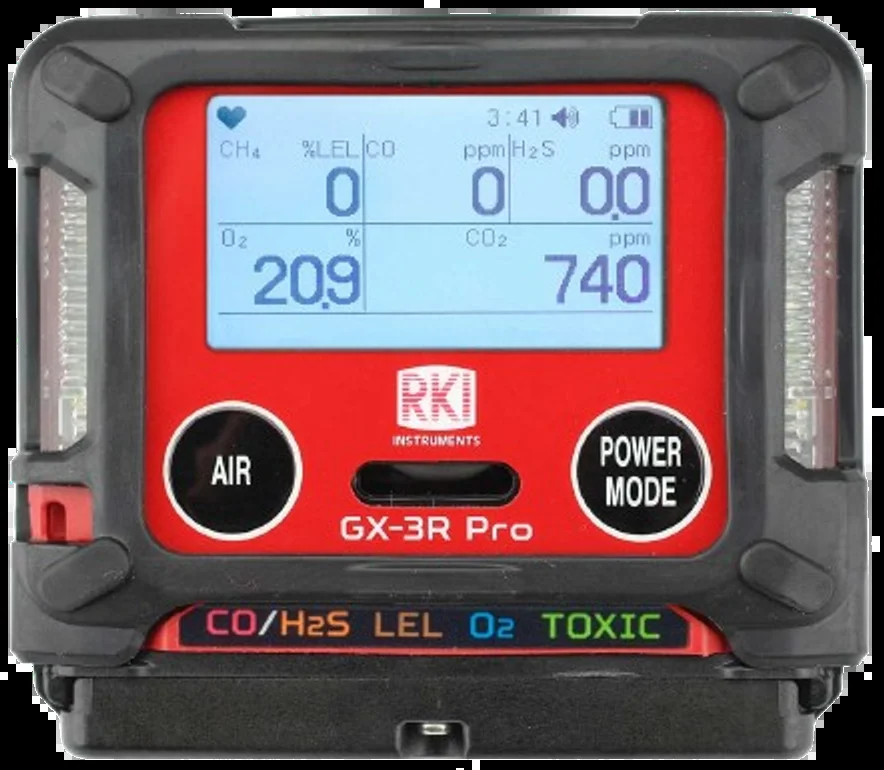 3:41
CH₄ %LEL CO ppm H₂S ppm
0 0 0.0
O₂ % CO₂ ppm
20.9 740
RKI
INSTRUMENTS
AIR
POWER
MODE
GX-3R Pro
CO/H2S LEL O2 TOXIC